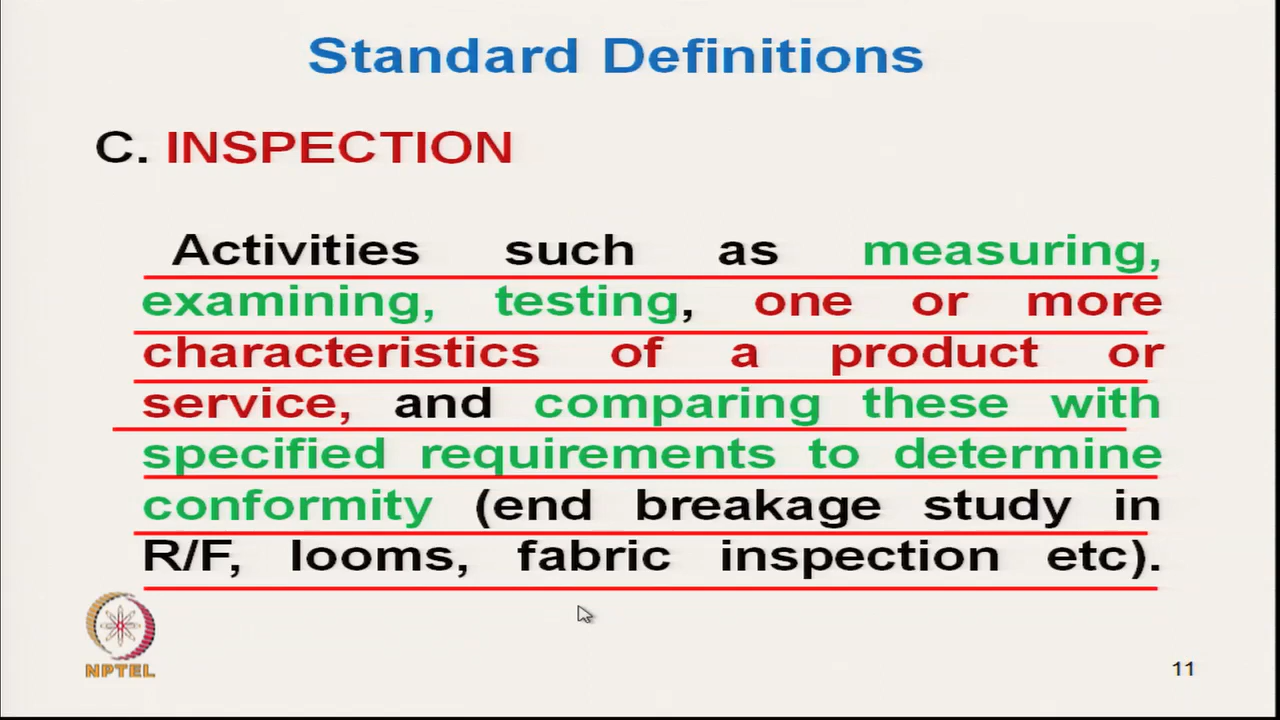 Standard Definitions
C. INSPECTION
Activities such as measuring,
examining, testing, one or more
characteristics of a product or
service, and comparing these with
specified requirements to determine
conformity (end breakage study in
R/F, looms, fabric inspection etc).
NPTEL
11